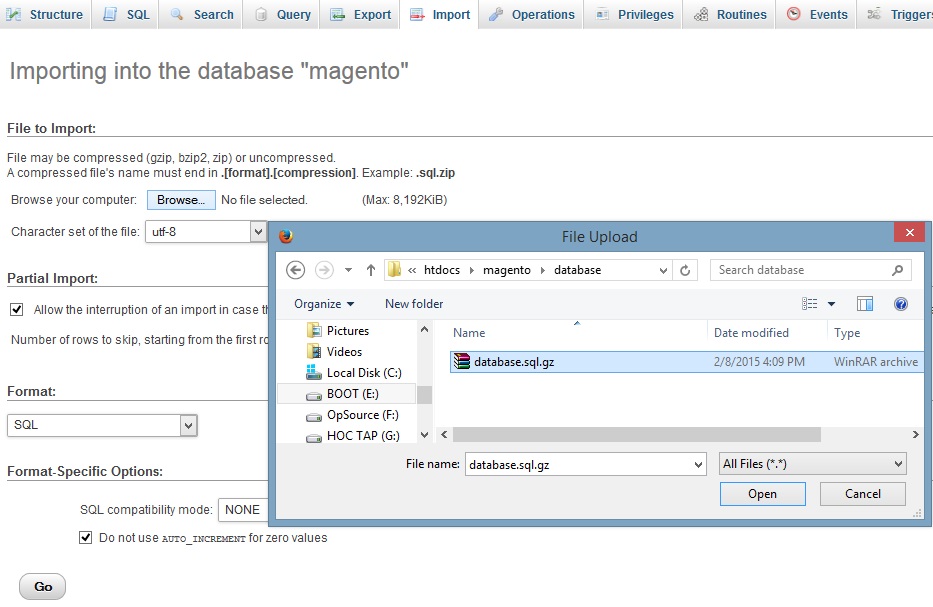 Structure SQL Search Query Export Import Operations Privileges Routines Events Triggers
Importing into the database "magento"
File to Import:
File may be compressed (gzip, bzip2, zip) or uncompressed.
A compressed file's name must end in .[format].[compression]. Example: .sql.zip
Browse your computer: Browse... No file selected. (Max: 8,192KiB)
Character set of the file: utf-8
Partial Import:
Allow the interruption of an import in case th
Number of rows to skip, starting from the first ro
Format:
SQL
Format-Specific Options:
SQL compatibility mode: NONE
Do not use AUTO_INCREMENT for zero values
Go
File Upload
« htdocs magento database Search database
Organize New folder
Pictures
Videos
Local Disk (C:)
BOOT (E:)
OpSource (F:)
HOC TAP (G:)
Name Date modified Type
database.sql.gz 2/8/2015 4:09 PM WinRAR archive
File name: database.sql.gz All Files (*.*)
Open Cancel